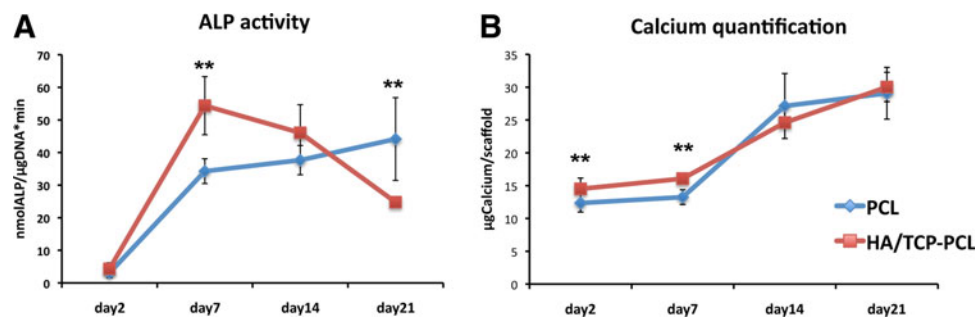 A
ALP activity
nmolALP/µgDNA*min
70
60
50
40
30
20
10
0
**
**
day2
day7
day14
day21
B
Calcium quantification
µgCalcium/scaffold
35
30
25
20
15
10
5
0
**
**
PCL
HA/TCP-PCL
day2
day7
day14
day21